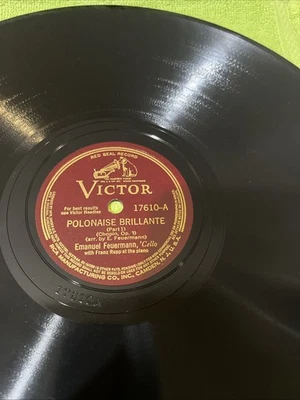 RED SEAL RECORD
VICTOR
For best results
use Victor Needles
17610-A
POLONAISE BRILLANTE
(Part 1)
(Chopin, Op. 3)
(arr. by E. Feuermann)
Emanuel Feuermann, 'Cello
with Franz Rupp at the piano
RCA MANUFACTURING CO., INC., CAMDEN, N.J., U.S.A.